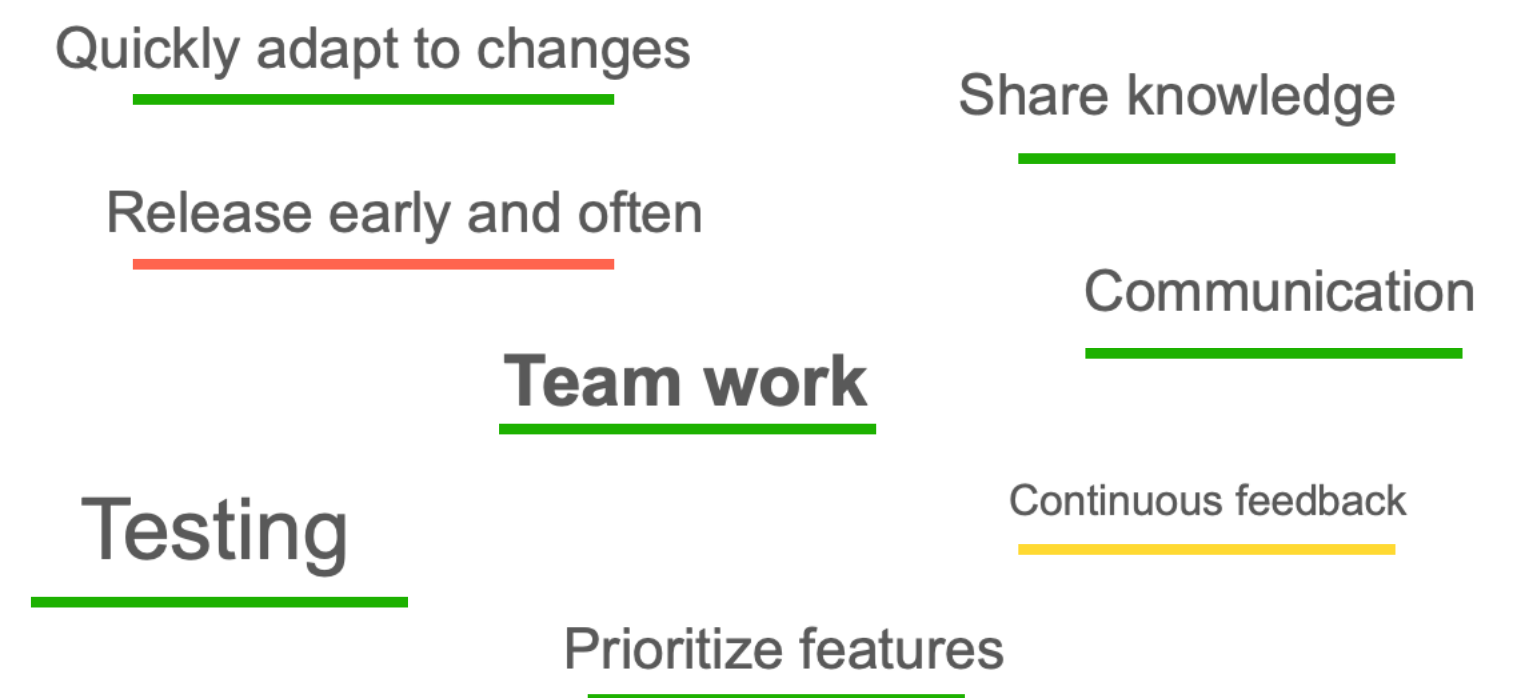 Quickly adapt to changes
Share knowledge
Release early and often
Communication
Team work
Testing
Continuous feedback
Prioritize features